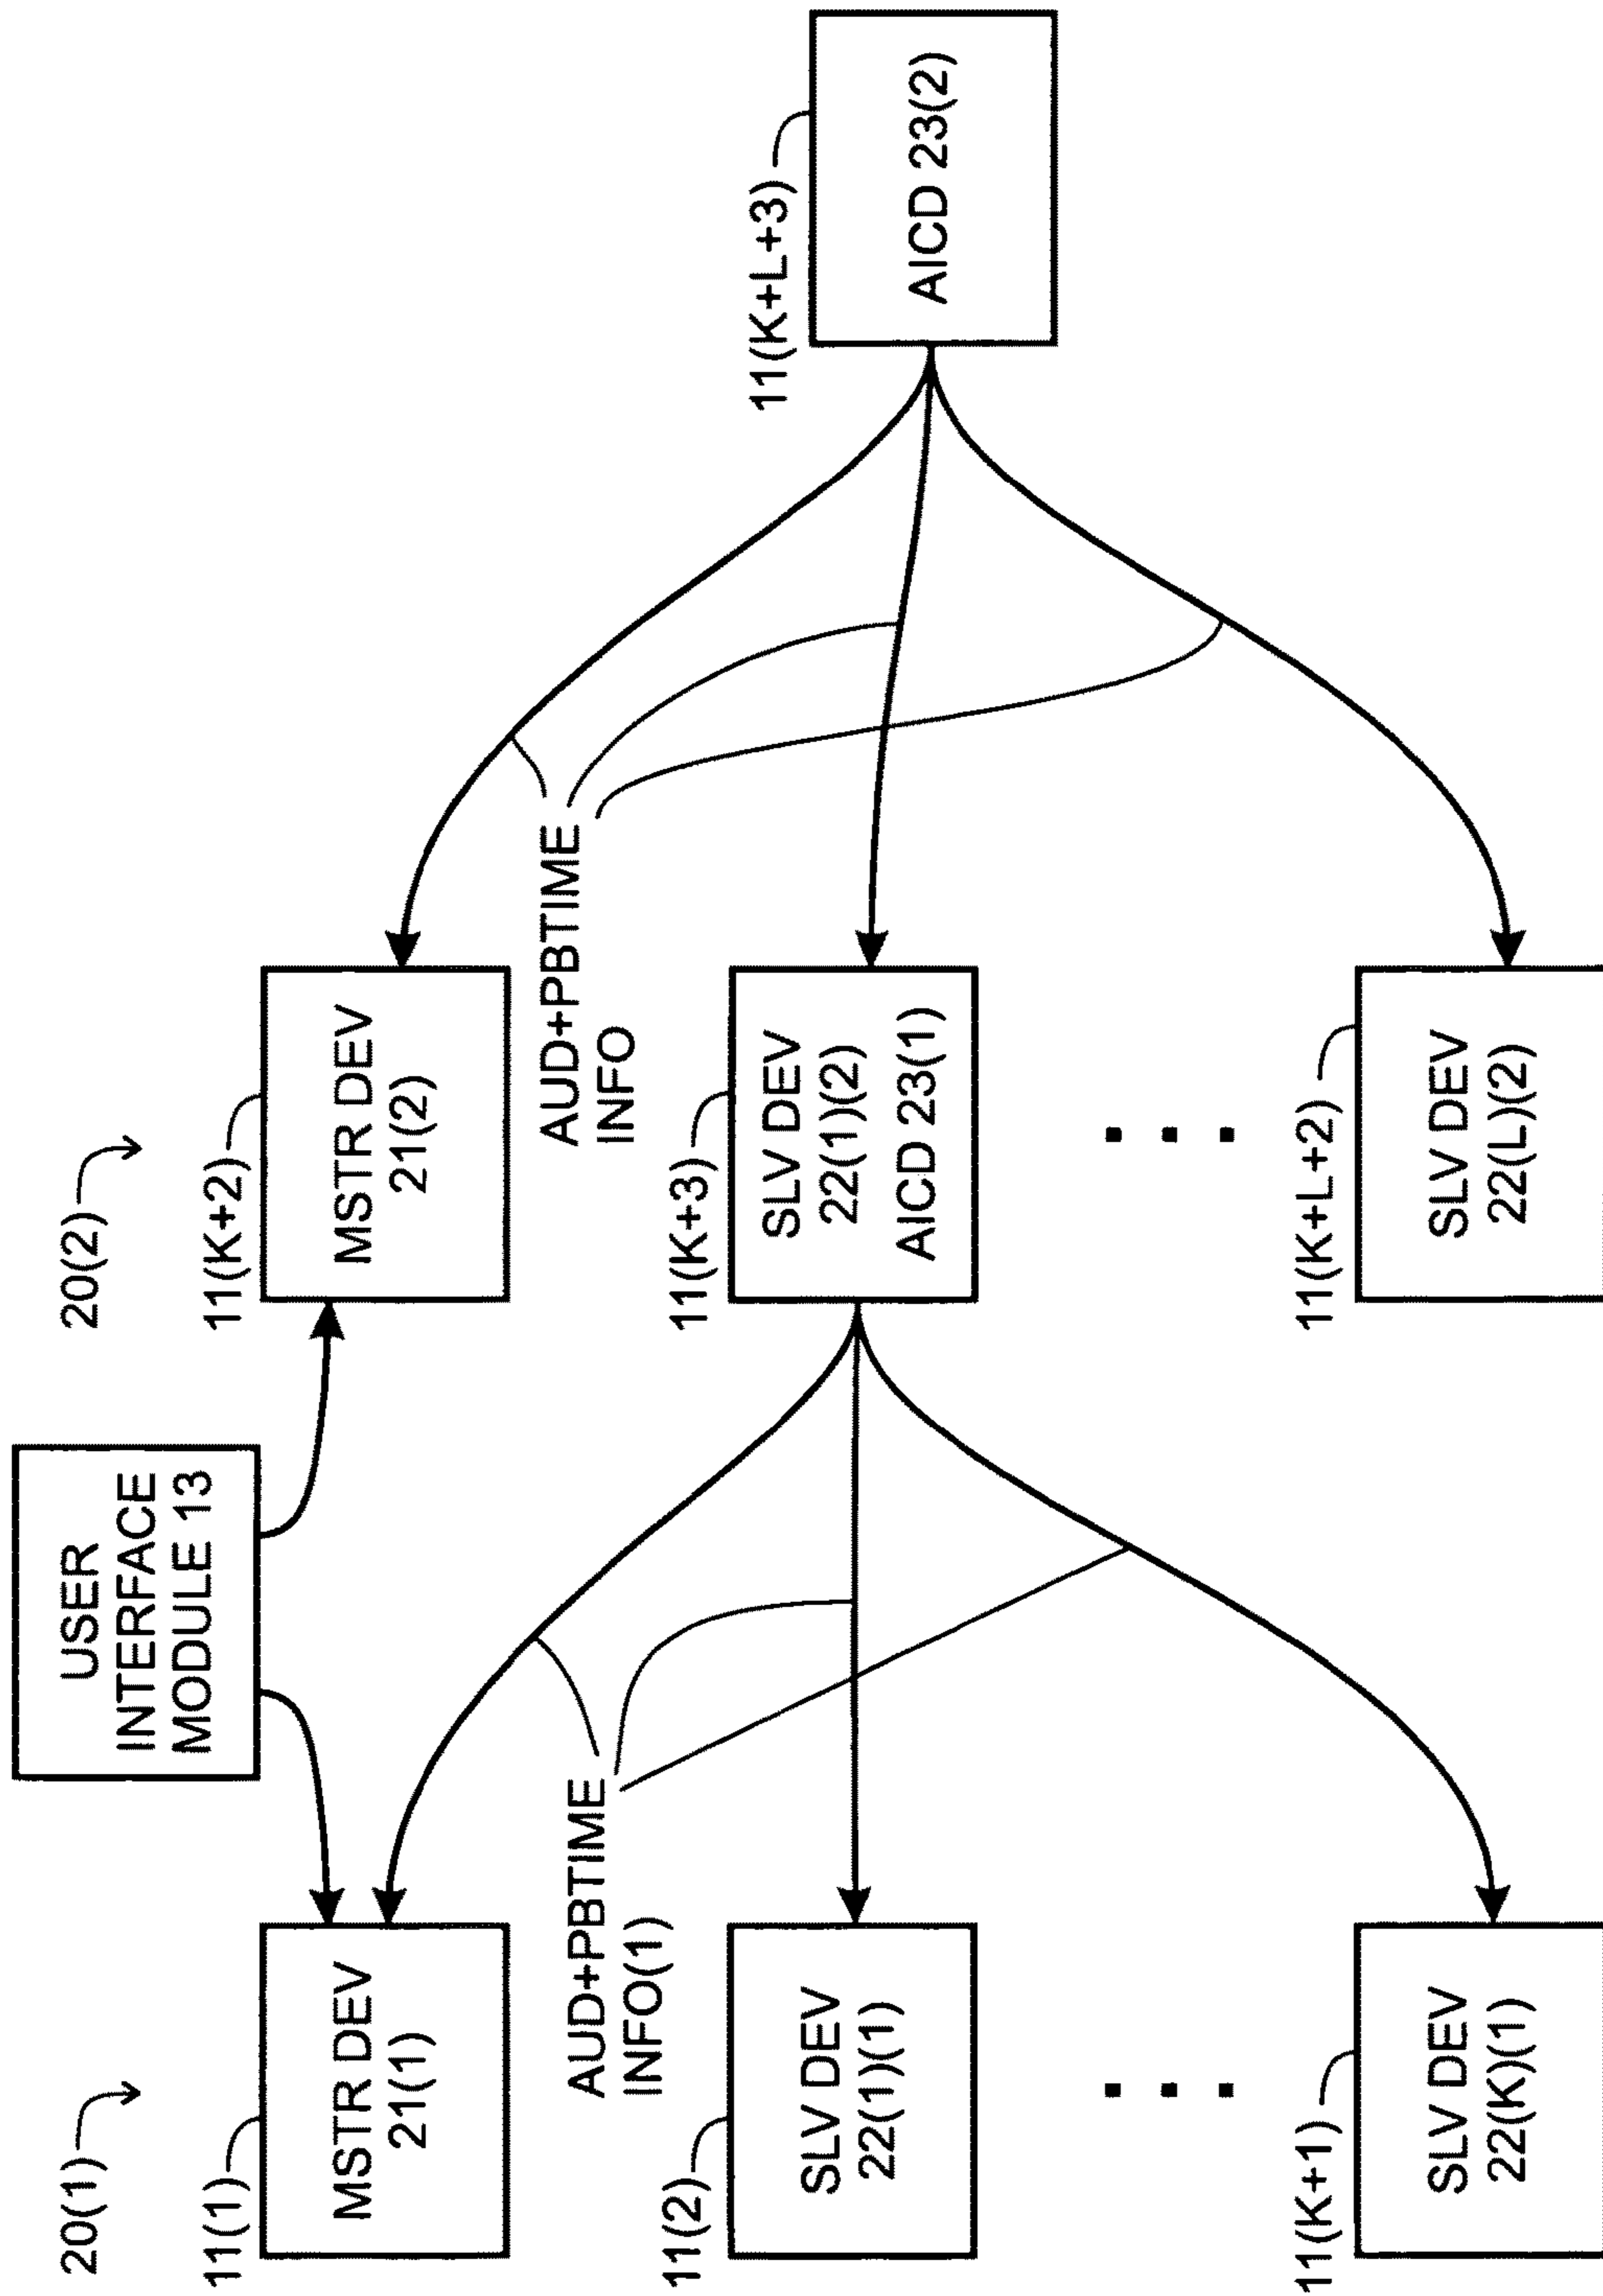 USER
INTERFACE
MODULE 13
20(1)
11(1)
MSTR DEV
21(1)
AUD+PBTIME
INFO(1)
11(2)
SLV DEV
22(1)(1)
11(K+1)
SLV DEV
22(K)(1)
20(2)
11(K+2)
MSTR DEV
21(2)
AUD+PBTIME
INFO
11(K+3)
SLV DEV
22(1)(2)
AICD 23(1)
11(K+L+2)
SLV DEV
22(L)(2)
11(K+L+3)
AICD 23(2)